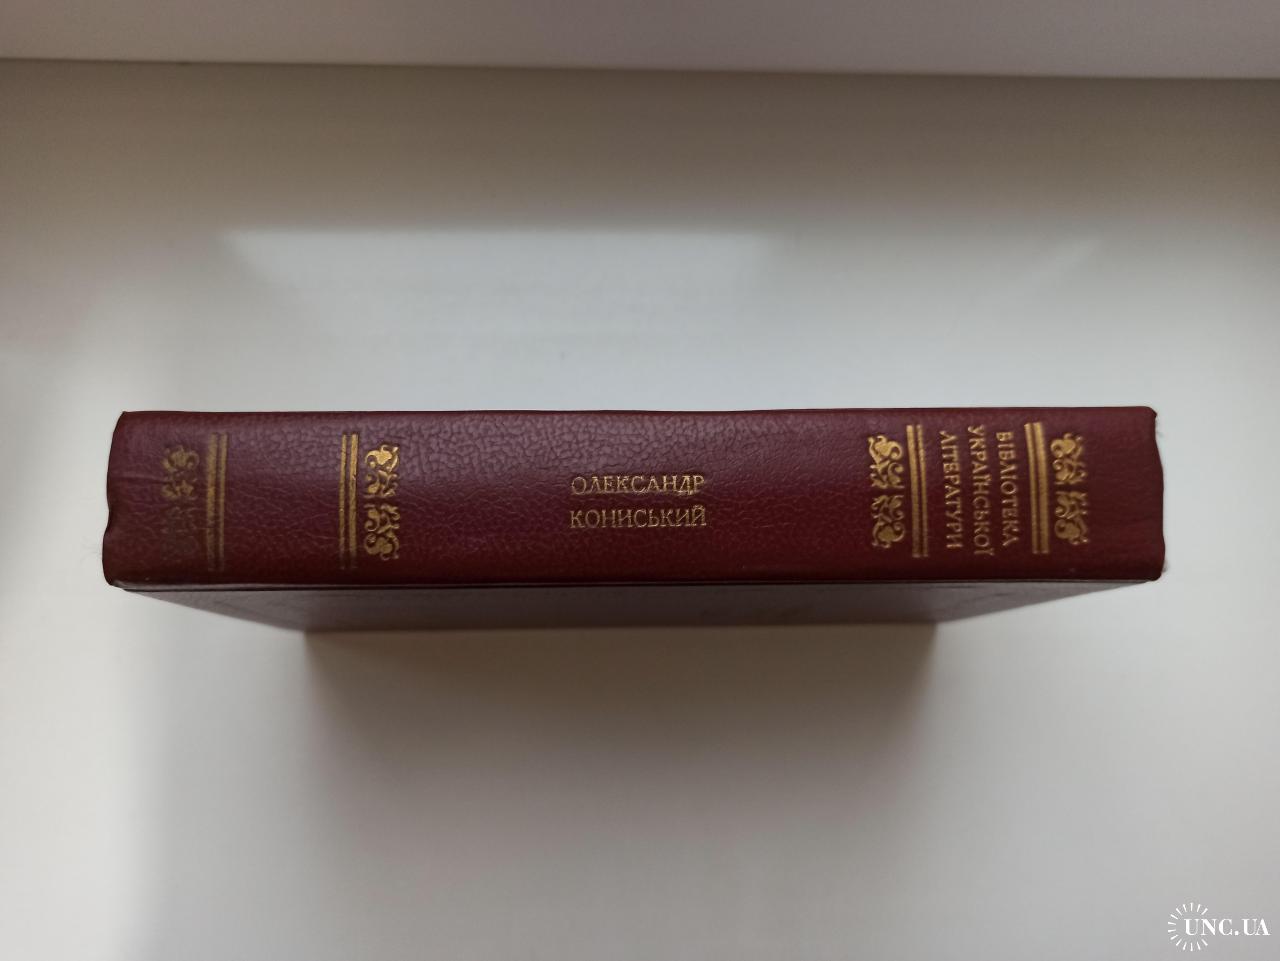 ОЛЕКСАНДР
КОНИСЬКИЙ
БІБЛІОТЕКА
УКРАЇНСЬКОЇ
ЛІТЕРАТУРИ
UNC.UA